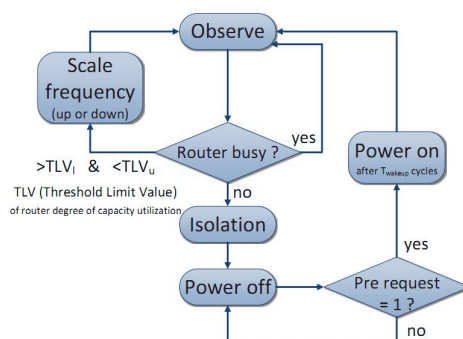 Observe
Scale
frequency
(up or down)
Router busy ?
yes
>TLVl & <TLVu
TLV (Threshold Limit Value)
of router degree of capacity utilization
no
Power on
after Twakeup cycles
Isolation
yes
Power off
Pre request
= 1 ?
no